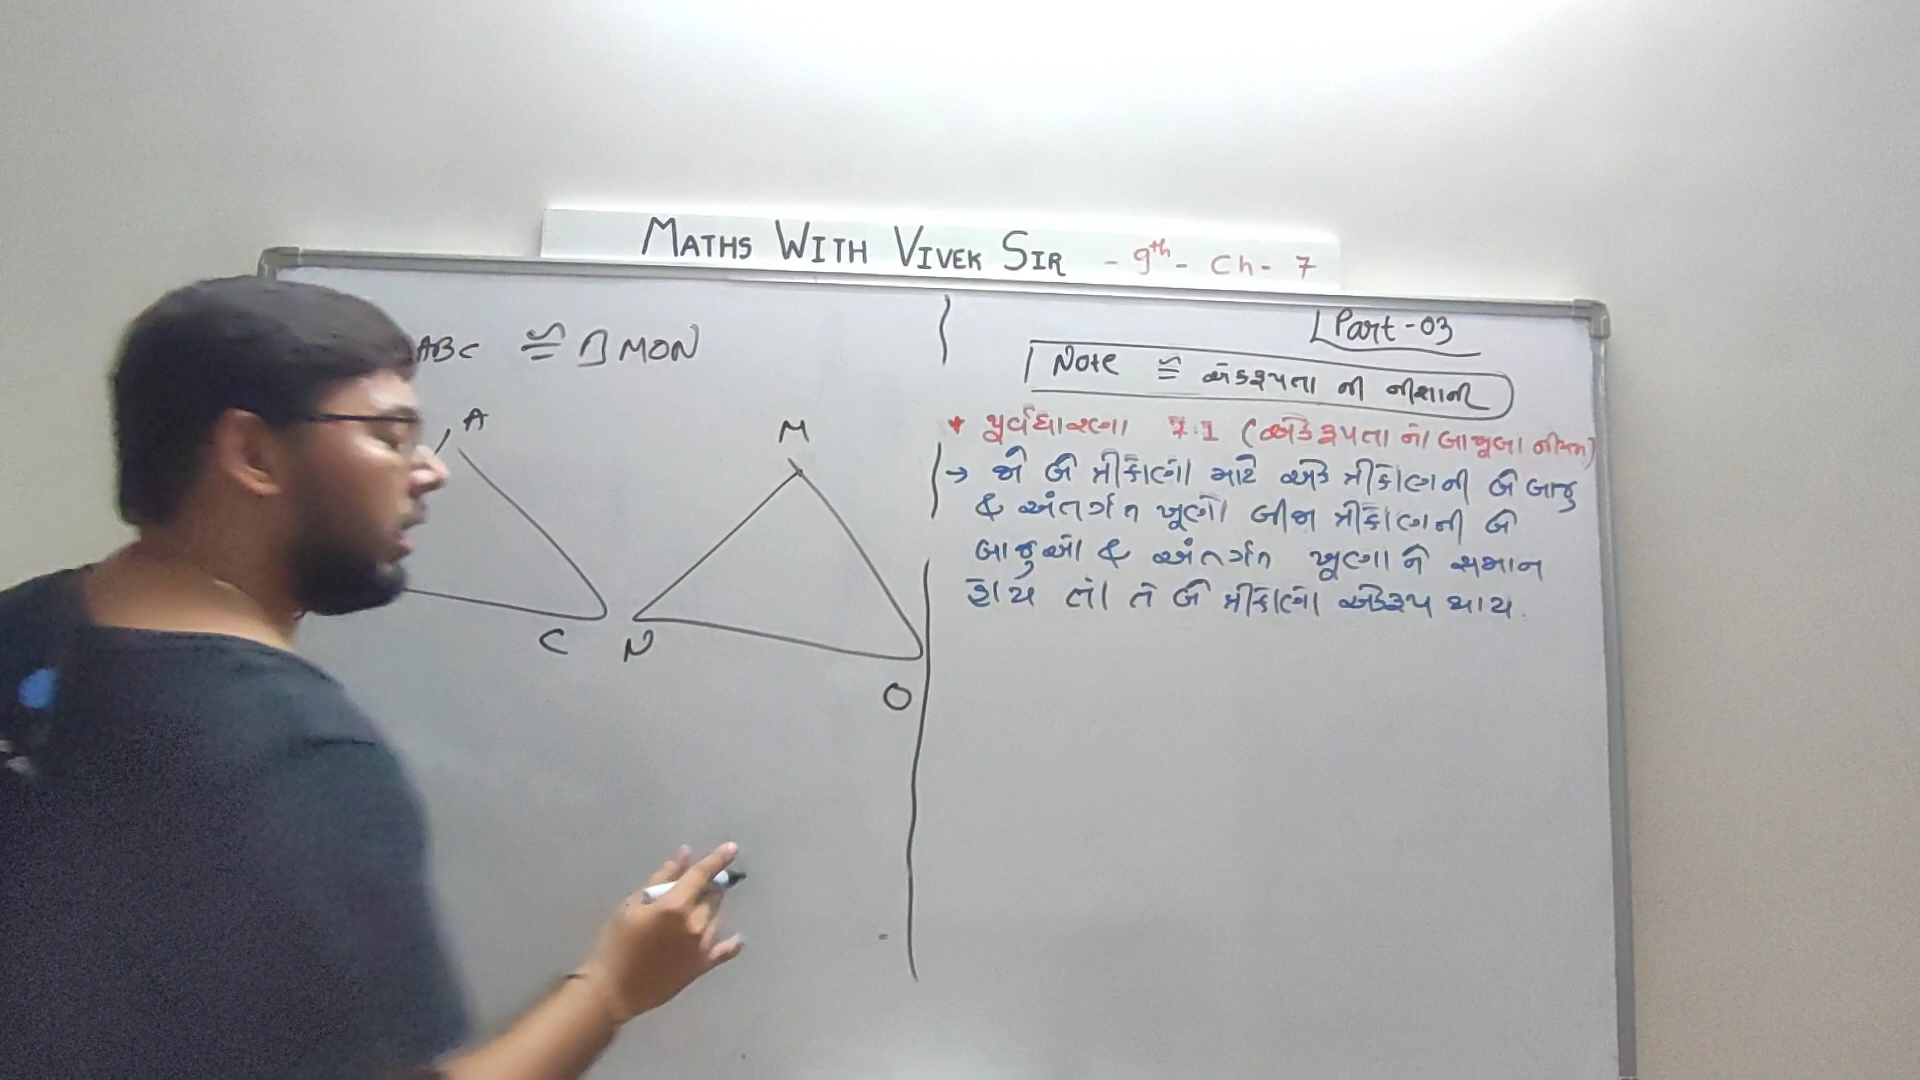 MATHS WITH VIVEK SIR - 9th - Ch - 7
ABC ≅ △ MON
A
M
C
N
O
Part - 03
Note ≅ એકરૂપતા ની નીશાની
* પૂર્વધારણા 7.1 (એકરૂપતા નો બાખૂબા નીયમ)
→ જો બે ત્રીકોણો માટે એક ત્રીકોણની બે બાજુ
& અંતર્ગત ખૂણો બીજા ત્રીકોણની બે
બાજુઓ & અંતર્ગત ખૂણા ને સમાન
હોય તો તે બે ત્રીકોણો એકરૂપ થાય.